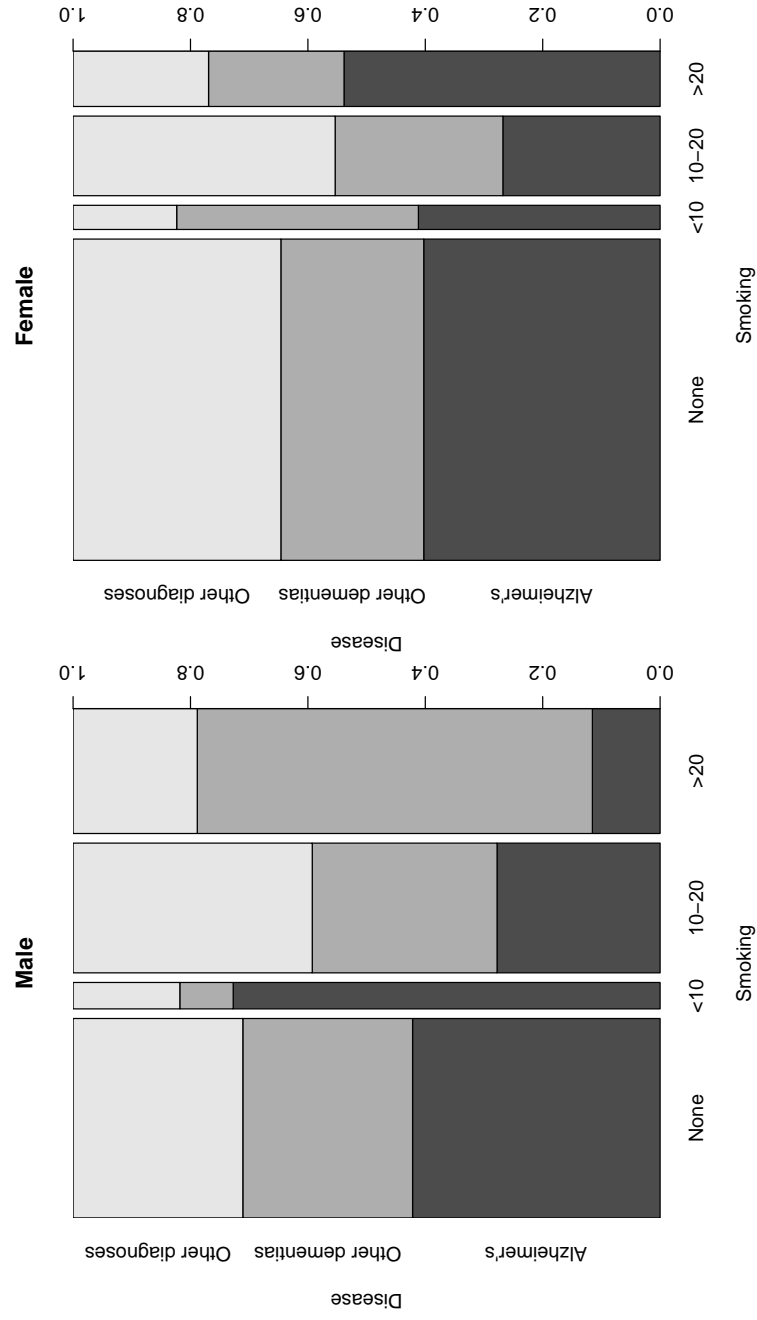 Male
Disease
Alzheimer's
Other dementias
Other diagnoses
None
<10
10−20
>20
Smoking
0.0
0.2
0.4
0.6
0.8
1.0
Female
Disease
Alzheimer's
Other dementias
Other diagnoses
None
<10
10−20
>20
Smoking
0.0
0.2
0.4
0.6
0.8
1.0